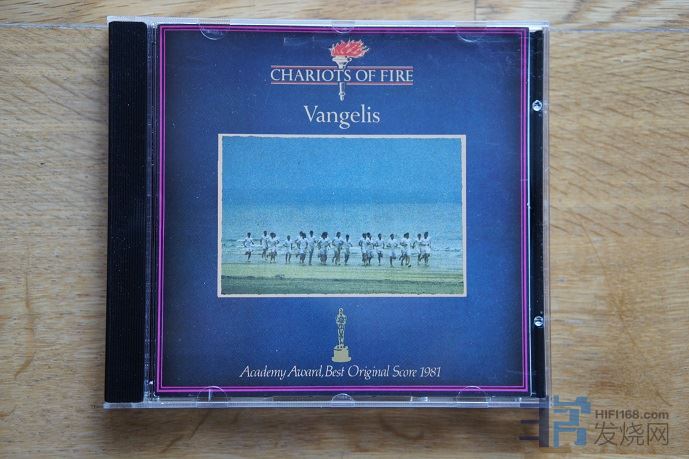 CHARIOTS OF FIRE
Vangelis
Academy Award, Best Original Score 1981
HIFI168.com
发烧网